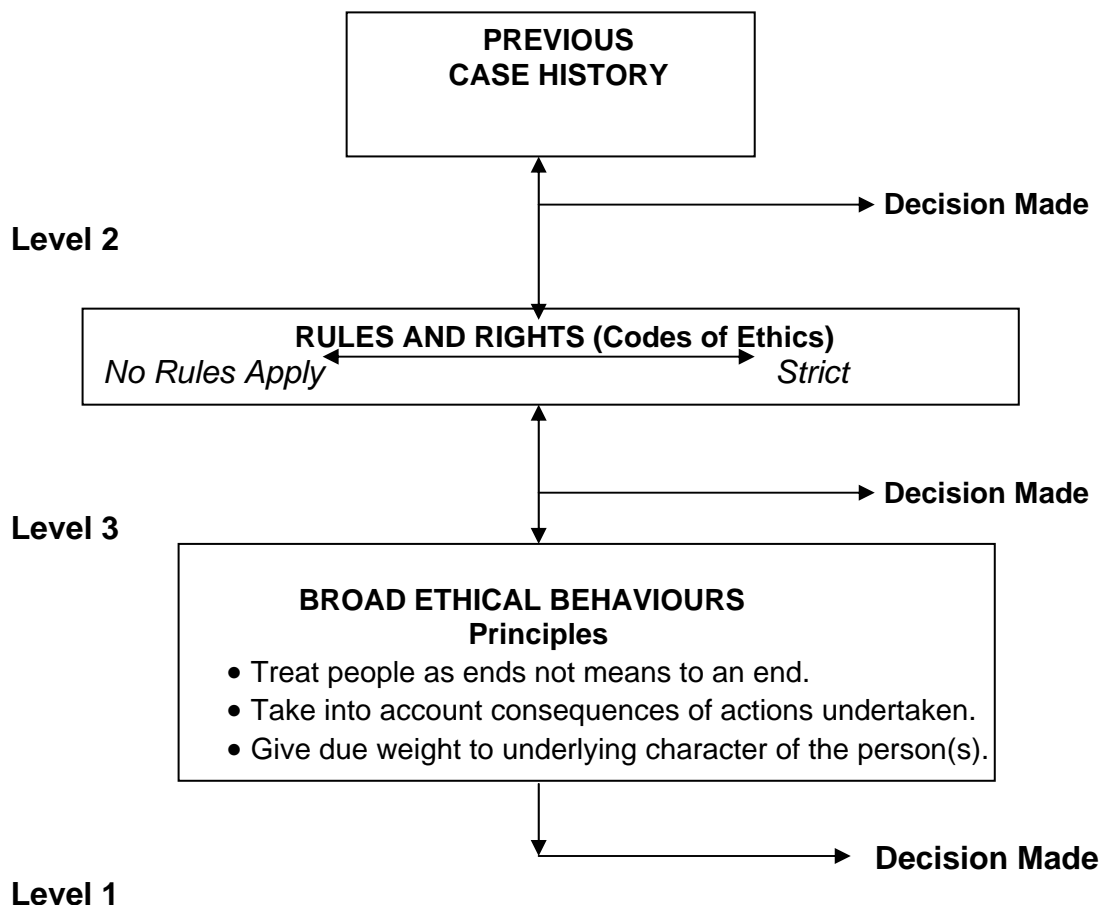 PREVIOUS
CASE HISTORY
Decision Made
Level 2
RULES AND RIGHTS (Codes of Ethics)
No Rules Apply Strict
Decision Made
Level 3
BROAD ETHICAL BEHAVIOURS
Principles
• Treat people as ends not means to an end.
• Take into account consequences of actions undertaken.
• Give due weight to underlying character of the person(s).
Decision Made
Level 1